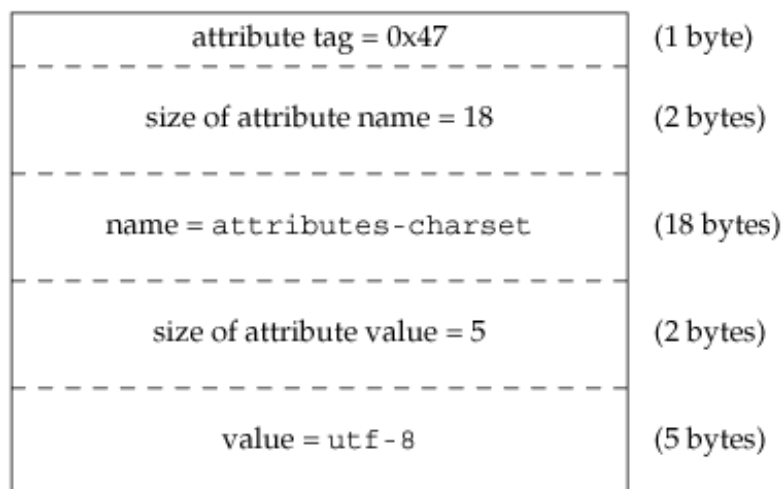 attribute tag = 0x47 (1 byte)
size of attribute name = 18 (2 bytes)
name = attributes-charset (18 bytes)
size of attribute value = 5 (2 bytes)
value = utf-8 (5 bytes)